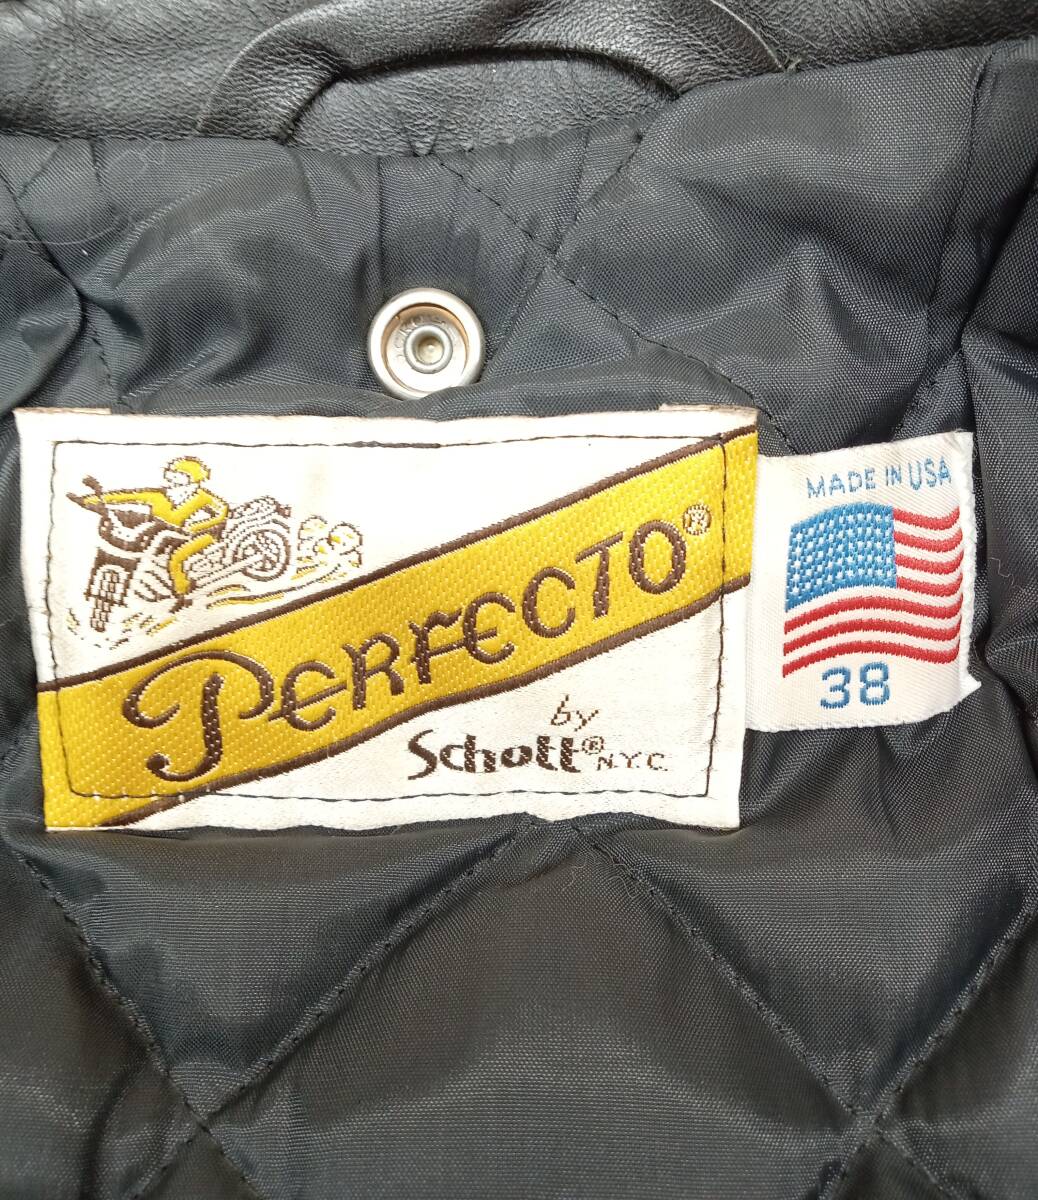 PERFECTO®
by
Schott® N.Y.C.
MADE IN USA
38